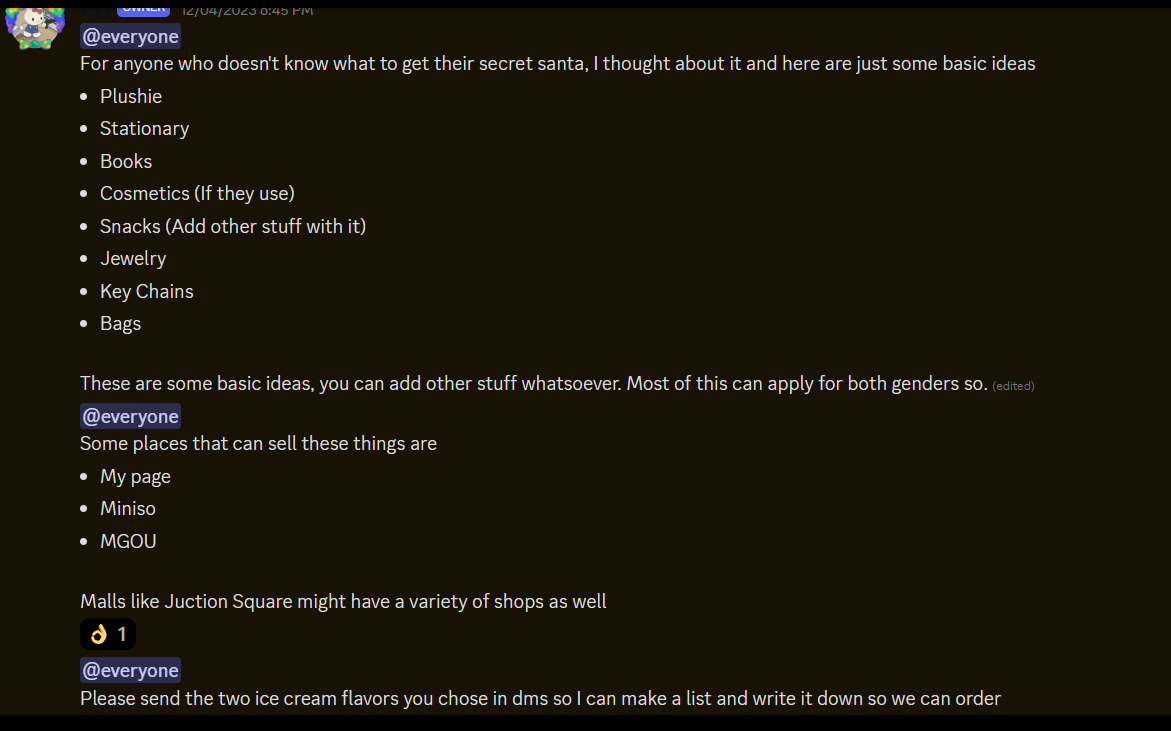 OWNER 12/04/2023 8:45 PM
@everyone
For anyone who doesn't know what to get their secret santa, I thought about it and here are just some basic ideas
• Plushie
• Stationary
• Books
• Cosmetics (If they use)
• Snacks (Add other stuff with it)
• Jewelry
• Key Chains
• Bags
These are some basic ideas, you can add other stuff whatsoever. Most of this can apply for both genders so. (edited)
@everyone
Some places that can sell these things are
• My page
• Miniso
• MGOU
Malls like Juction Square might have a variety of shops as well
👌 1
@everyone
Please send the two ice cream flavors you chose in dms so I can make a list and write it down so we can order